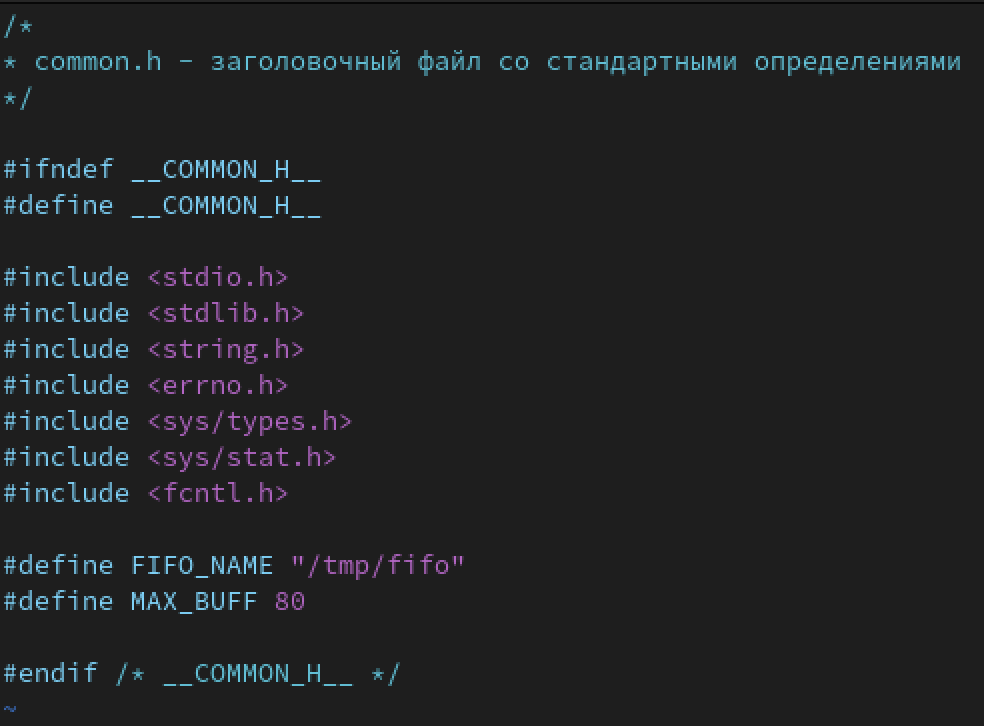 /*
* common.h - заголовочный файл со стандартными определениями
*/
#ifndef __COMMON_H__
#define __COMMON_H__
#include <stdio.h>
#include <stdlib.h>
#include <string.h>
#include <errno.h>
#include <sys/types.h>
#include <sys/stat.h>
#include <fcntl.h>
#define FIFO_NAME "/tmp/fifo"
#define MAX_BUFF 80
#endif /* __COMMON_H__ */
~